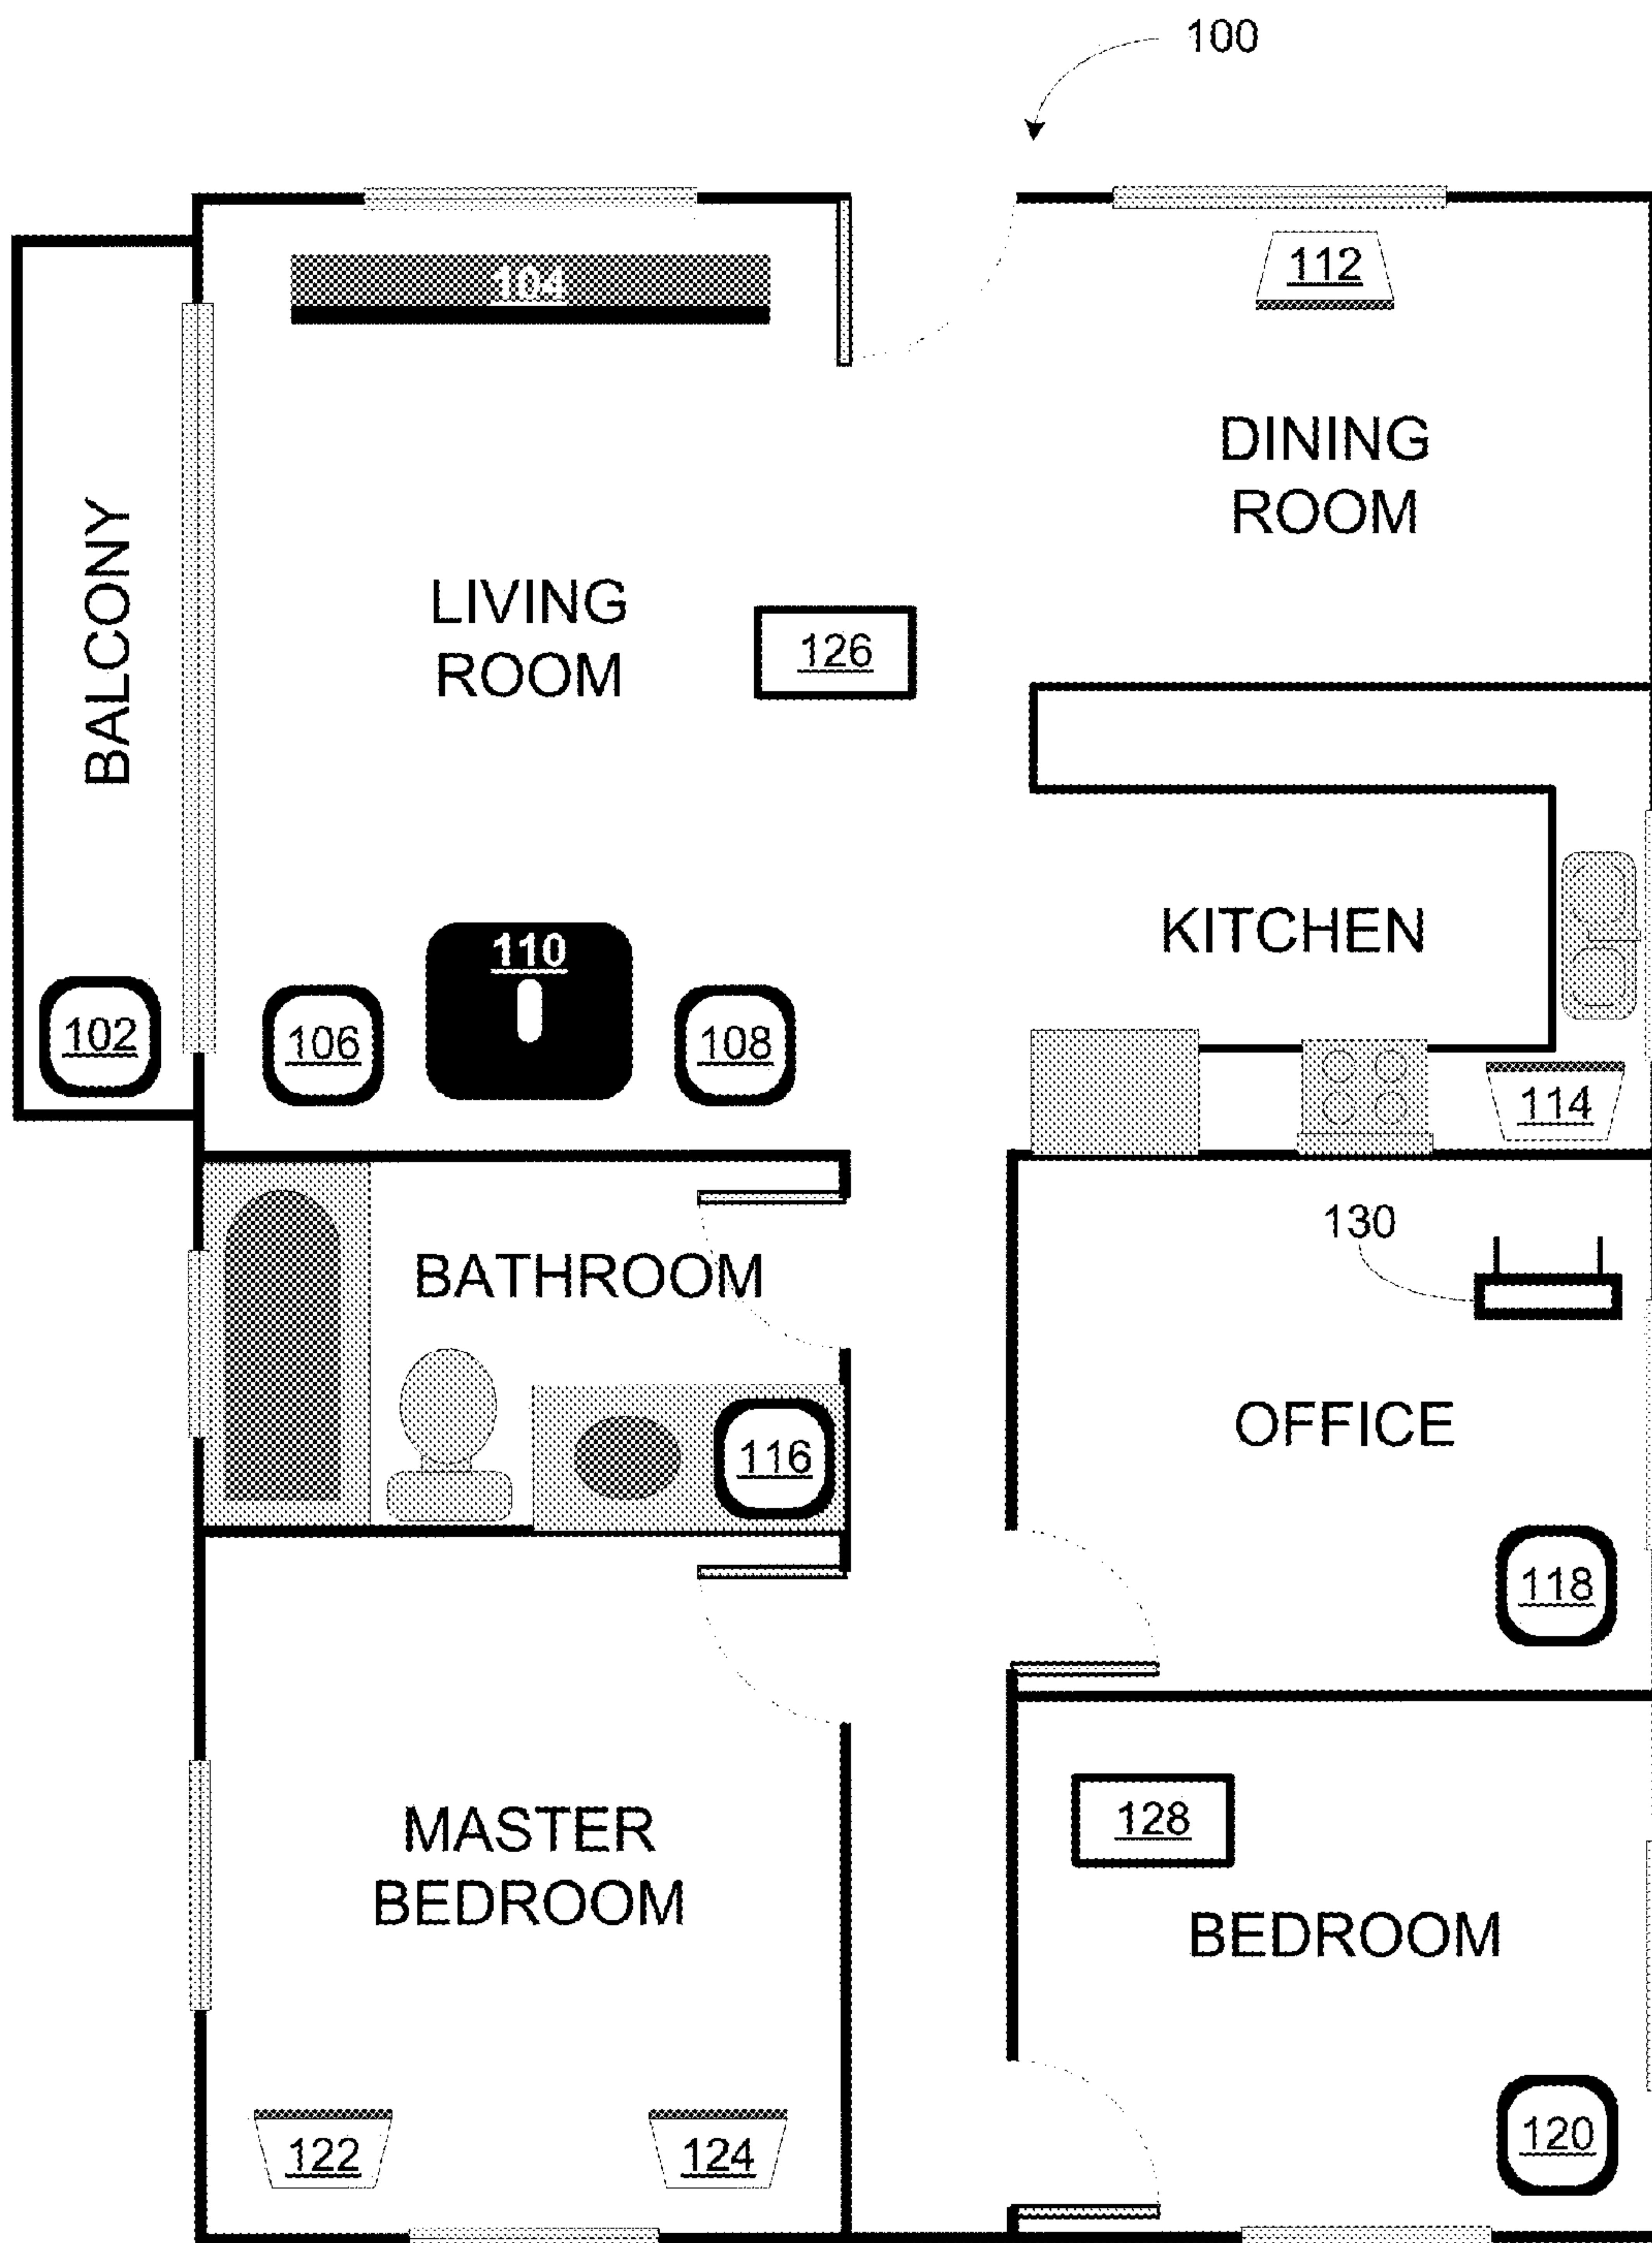 100
104
112
DINING
ROOM
BALCONY
LIVING
ROOM
126
KITCHEN
110
102
106
108
114
130
BATHROOM
OFFICE
116
118
MASTER
BEDROOM
128
BEDROOM
122
124
120